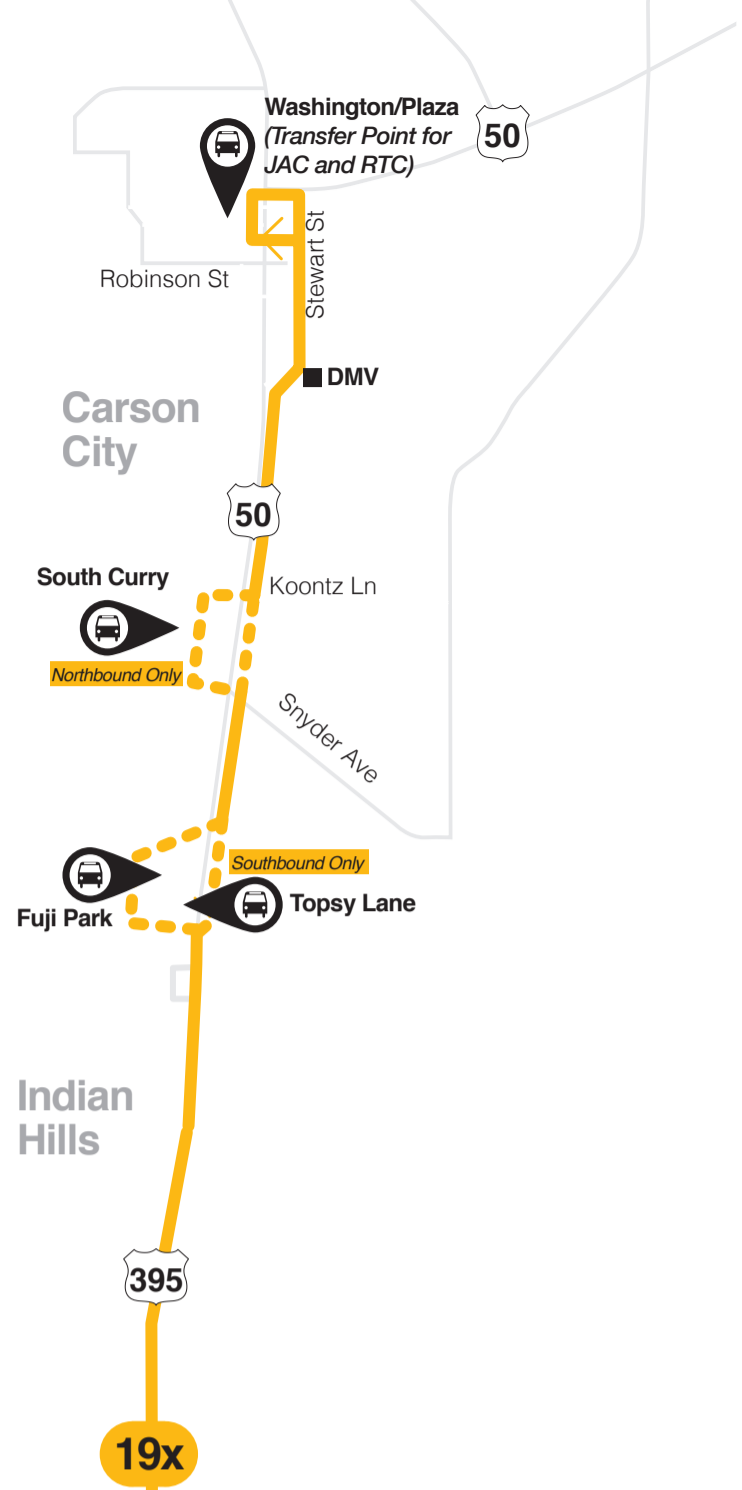 Washington/Plaza
(Transfer Point for
JAC and RTC)
50
Stewart St
Robinson St
DMV
Carson
City
50
South Curry
Koontz Ln
Northbound Only
Snyder Ave
Southbound Only
Fuji Park
Topsy Lane
Indian
Hills
395
19x